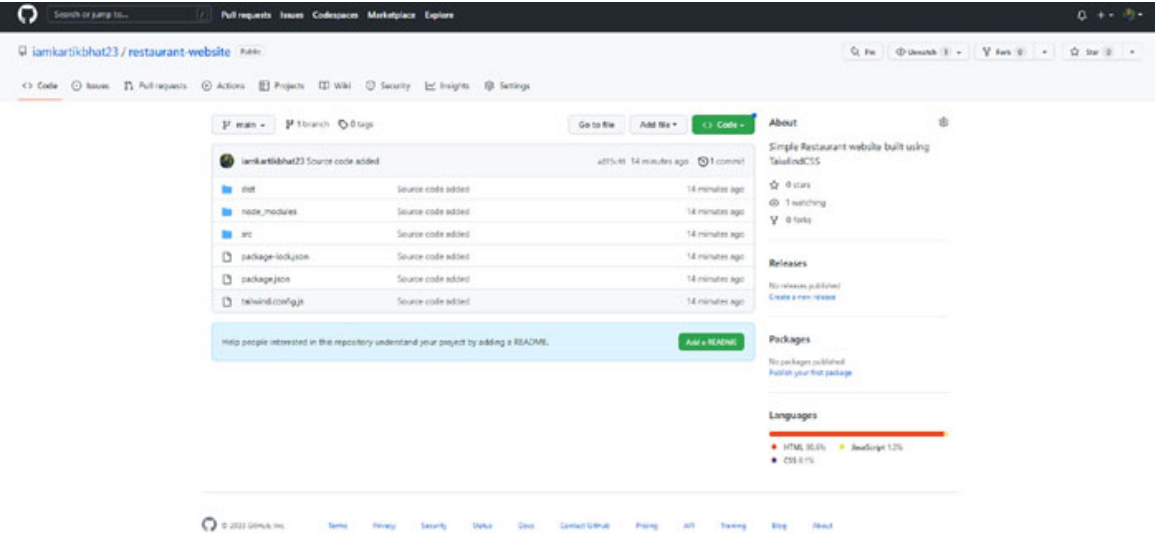 Search or jump to... / Pull requests Issues Codespaces Marketplace Explore
iamkartikbhat23 / restaurant-website Public
Pin Unwatch 1 Fork 0 Star 0
Code Issues Pull requests Actions Projects Wiki Security Insights Settings
main 1 branch 0 tags Go to file Add file Code
iamkartikbhat23 Source code added 14 minutes ago 1 commit
dist Source code added 14 minutes ago
node_modules Source code added 14 minutes ago
src Source code added 14 minutes ago
package-lock.json Source code added 14 minutes ago
package.json Source code added 14 minutes ago
tailwind.config.js Source code added 14 minutes ago
Help people interested in this repository understand your project by adding a README. Add a README
About
Simple Restaurant website built using
TailwindCSS
0 stars
1 watching
0 forks
Releases
No releases published
Create a new release
Packages
No packages published
Publish your first package
Languages
HTML JavaScript
CSS
GitHub, Inc. Terms Privacy Security Status Docs Contact GitHub Pricing API Training Blog About